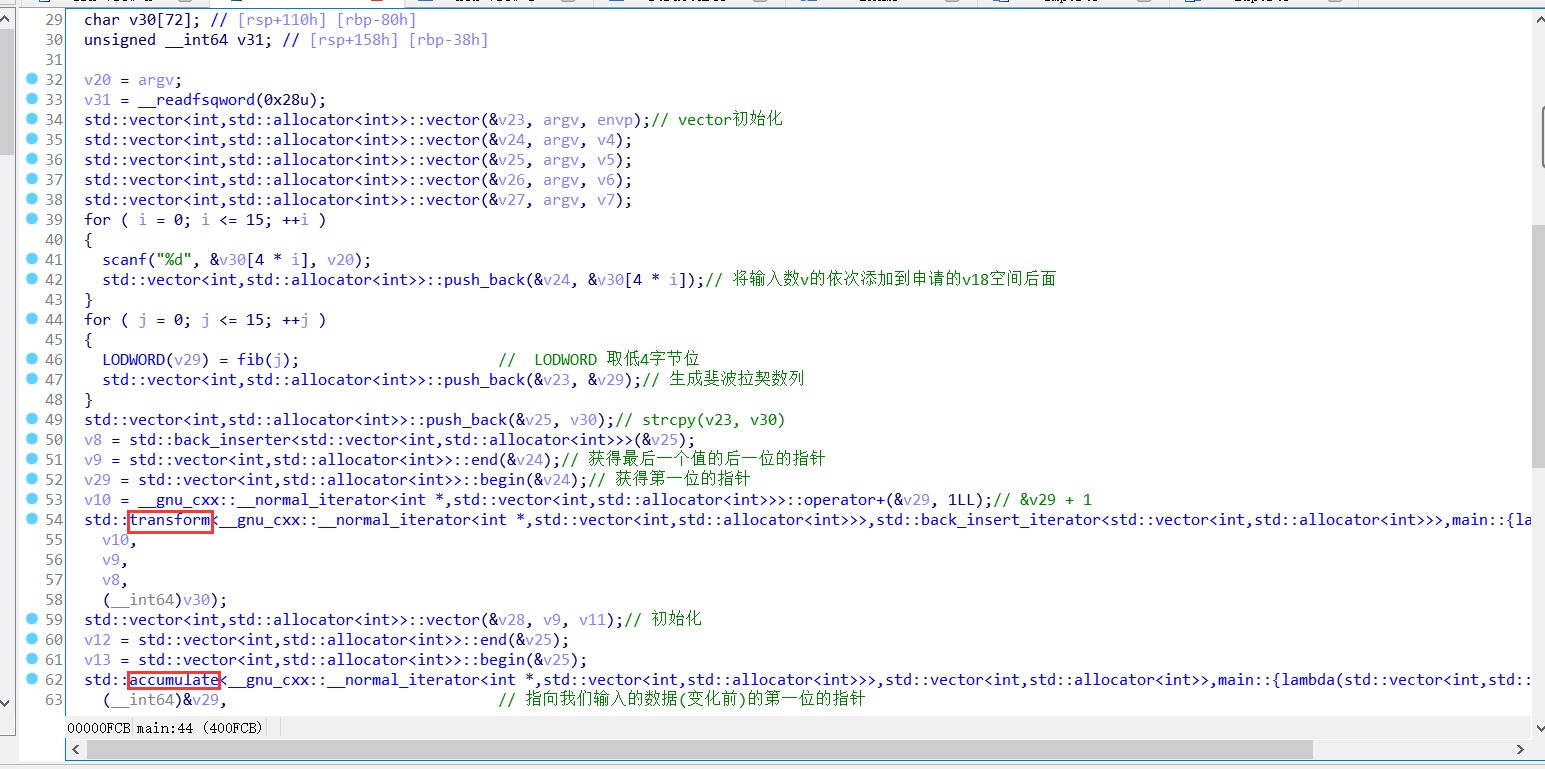 29 char v30[72]; // [rsp+110h] [rbp-80h]
30 unsigned __int64 v31; // [rsp+158h] [rbp-38h]
31
32 v20 = argv;
33 v31 = __readfsqword(0x28u);
34 std::vector<int,std::allocator<int>>::vector(&v23, argv, envp);// vector初始化
35 std::vector<int,std::allocator<int>>::vector(&v24, argv, v4);
36 std::vector<int,std::allocator<int>>::vector(&v25, argv, v5);
37 std::vector<int,std::allocator<int>>::vector(&v26, argv, v6);
38 std::vector<int,std::allocator<int>>::vector(&v27, argv, v7);
39 for ( i = 0; i <= 15; ++i )
40 {
41 scanf("%d", &v30[4 * i], v20);
42 std::vector<int,std::allocator<int>>::push_back(&v24, &v30[4 * i]);// 将输入数v的依次添加到申请的v18空间后面
43 }
44 for ( j = 0; j <= 15; ++j )
45 {
46 LODWORD(v29) = fib(j); // LODWORD 取低4字节位
47 std::vector<int,std::allocator<int>>::push_back(&v23, &v29);// 生成斐波拉契数列
48 }
49 std::vector<int,std::allocator<int>>::push_back(&v25, v30);// strcpy(v23, v30)
50 v8 = std::back_inserter<std::vector<int,std::allocator<int>>>(&v25);
51 v9 = std::vector<int,std::allocator<int>>::end(&v24);// 获得最后一个值的后一位的指针
52 v29 = std::vector<int,std::allocator<int>>::begin(&v24);// 获得第一位的指针
53 v10 = __gnu_cxx::__normal_iterator<int *,std::vector<int,std::allocator<int>>>::operator+(&v29, 1LL);// &v29 + 1
54 std::transform<__gnu_cxx::__normal_iterator<int *,std::vector<int,std::allocator<int>>>,std::back_insert_iterator<std::vector<int,std::allocator<int>>>,main::{la
55 v10,
56 v9,
57 v8,
58 (__int64)v30);
59 std::vector<int,std::allocator<int>>::vector(&v28, v9, v11);// 初始化
60 v12 = std::vector<int,std::allocator<int>>::end(&v25);
61 v13 = std::vector<int,std::allocator<int>>::begin(&v25);
62 std::accumulate<__gnu_cxx::__normal_iterator<int *,std::vector<int,std::allocator<int>>>,std::vector<int,std::allocator<int>>,main::{lambda(std::vector<int,std::
63 (__int64)&v29, // 指向我们输入的数据(变化前)的第一位的指针
00000FCB main:44 (400FCB)